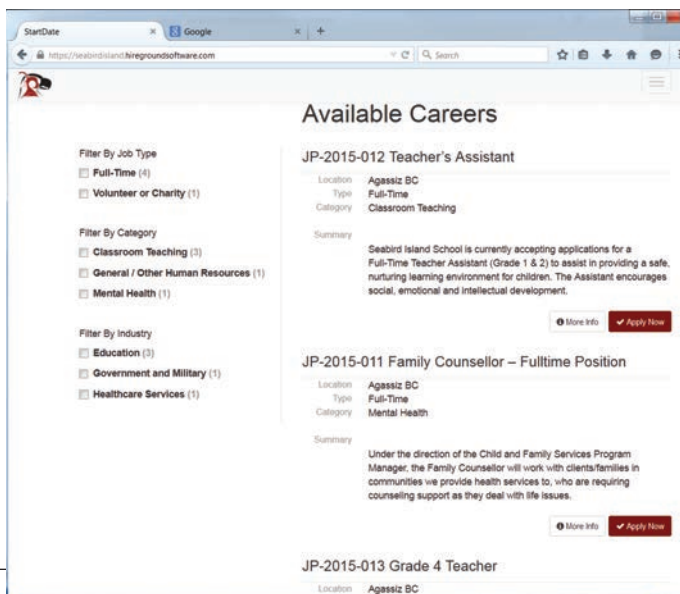 StartDate
Google
https://seabirdisland.hiregroundsoftware.com
Search
Available Careers
Filter By Job Type
Full-Time (4)
Volunteer or Charity (1)
Filter By Category
Classroom Teaching (3)
General / Other Human Resources (1)
Mental Health (1)
Filter By Industry
Education (3)
Government and Military (1)
Healthcare Services (1)
JP-2015-012 Teacher's Assistant
Location Agassiz BC
Type Full-Time
Category Classroom Teaching
Summary
Seabird Island School is currently accepting applications for a
Full-Time Teacher Assistant (Grade 1 & 2) to assist in providing a safe,
nurturing learning environment for children. The Assistant encourages
social, emotional and intellectual development.
More Info Apply Now
JP-2015-011 Family Counsellor – Fulltime Position
Location Agassiz BC
Type Full-Time
Category Mental Health
Summary
Under the direction of the Child and Family Services Program
Manager, the Family Counsellor will work with clients/families in
communities we provide health services to, who are requiring
counseling support as they deal with life issues.
More Info Apply Now
JP-2015-013 Grade 4 Teacher
Location Agassiz BC